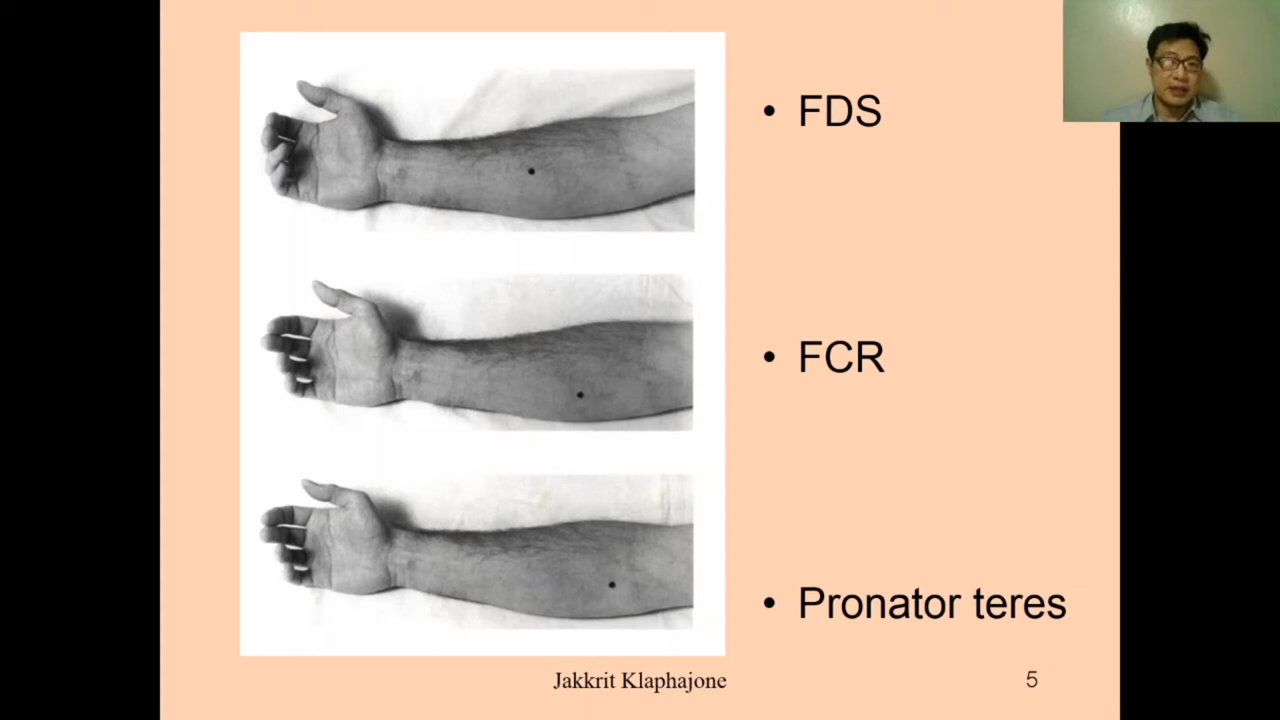 • FDS
• FCR
• Pronator teres
Jakkrit Klaphajone
5